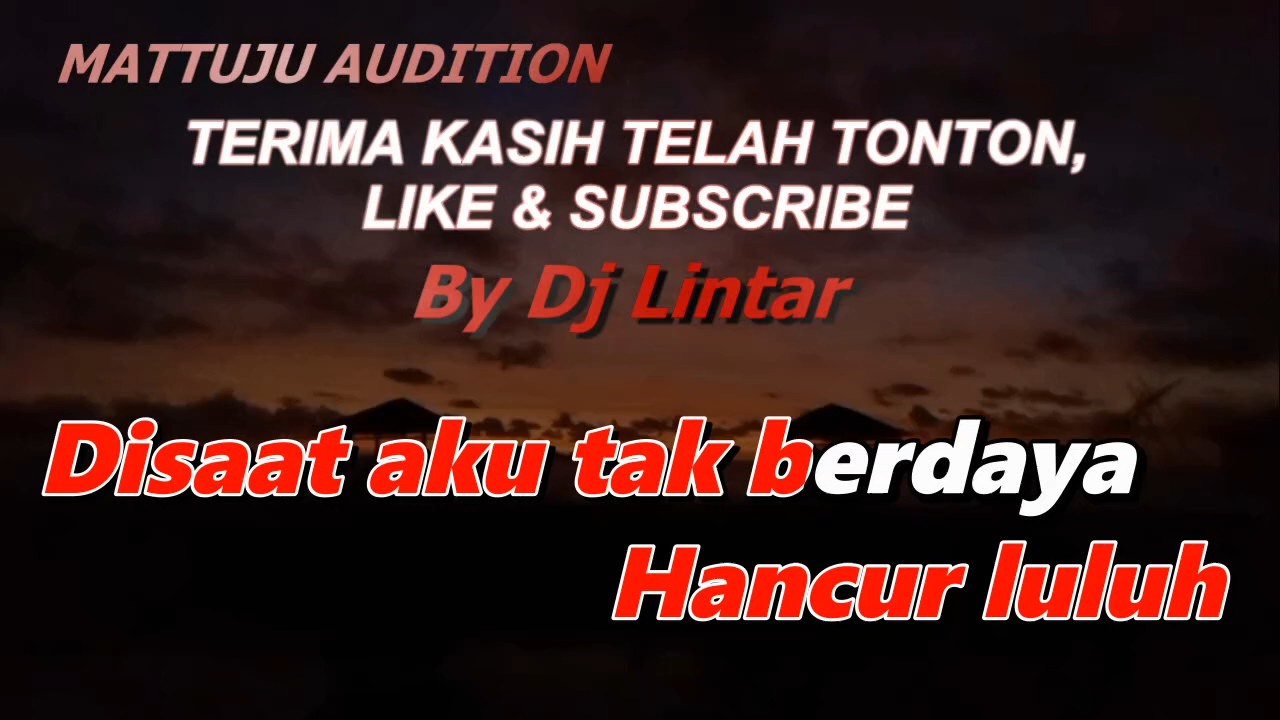 MATTUJU AUDITION
TERIMA KASIH TELAH TONTON,
LIKE & SUBSCRIBE
By Dj Lintar
Disaat aku tak berdaya
Hancur luluh